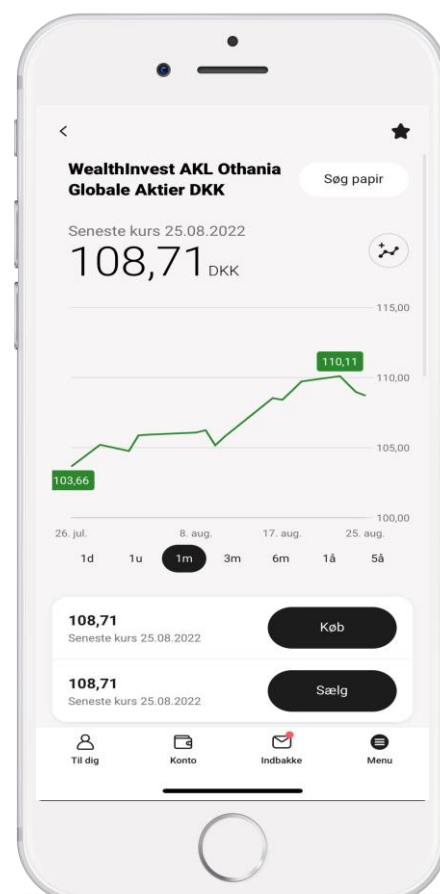 WealthInvest AKL Othania
Globale Aktier DKK
Søg papir
Seneste kurs 25.08.2022
108,71 DKK
115,00
110,11
110,00
105,00
103,66
100,00
26. jul.
8. aug.
17. aug.
25. aug.
1d
1u
1m
3m
6m
1å
5å
108,71
Seneste kurs 25.08.2022
Køb
108,71
Seneste kurs 25.08.2022
Sælg
Til dig
Konto
Indbakke
Menu